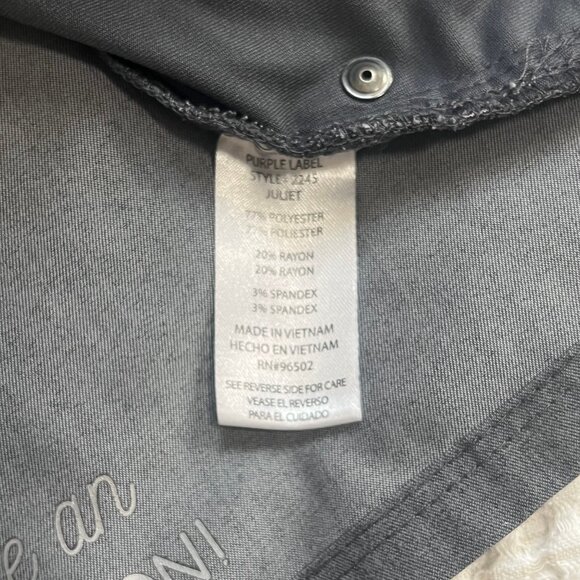 PURPLE LABEL
STYLE- 2245
JULIET
77% POLYESTER
77% POLIESTER
20% RAYON
20% RAYON
3% SPANDEX
3% SPANDEX
MADE IN VIETNAM
HECHO EN VIETNAM
RN#96502
SEE REVERSE SIDE FOR CARE
VEASE EL REVERSO
PARA EL CUIDADO
an